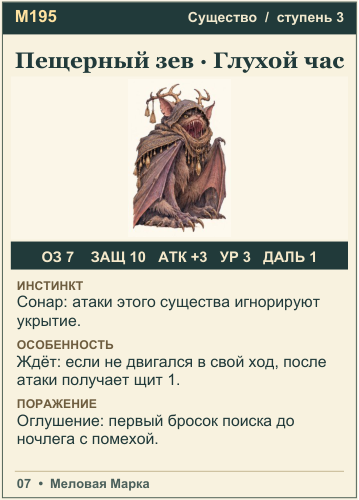 M195
Существо / ступень 3
Пещерный зев · Глухой час
ОЗ 7 ЗАЩ 10 АТК +3 УР 3 ДАЛЬ 1
ИНСТИНКТ
Сонар: атаки этого существа игнорируют
укрытие.
ОСОБЕННОСТЬ
Ждёт: если не двигался в свой ход, после
атаки получает щит 1.
ПОРАЖЕНИЕ
Оглушение: первый бросок поиска до
ночлега с помехой.
07 • Меловая Марка